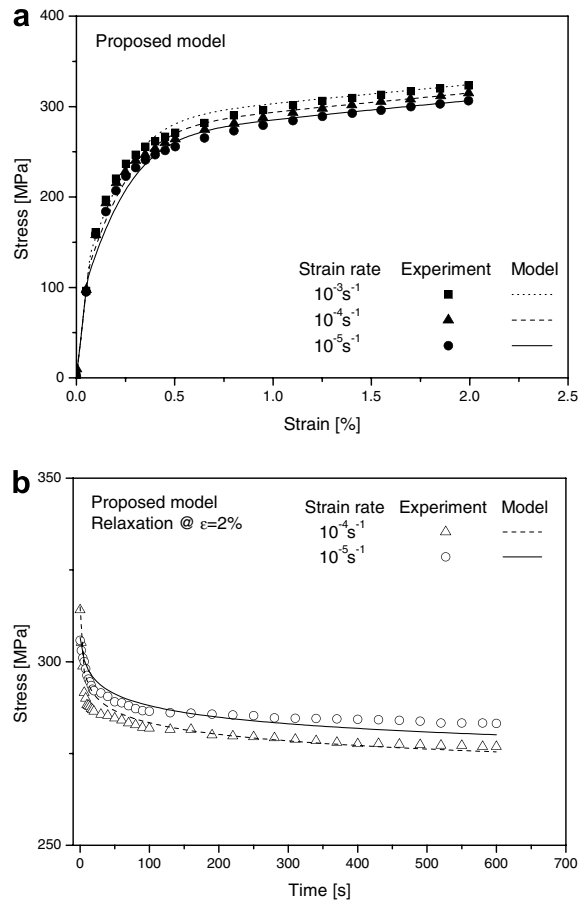 a
Proposed model
Stress [MPa]
400
300
200
100
0
Strain rate Experiment Model
10⁻³s⁻¹
10⁻⁴s⁻¹
10⁻⁵s⁻¹
0.0 0.5 1.0 1.5 2.0 2.5
Strain [%]
b
Proposed model
Relaxation @ ε=2%
Stress [MPa]
350
300
250
Strain rate Experiment Model
10⁻⁴s⁻¹
10⁻⁵s⁻¹
0 100 200 300 400 500 600 700
Time [s]